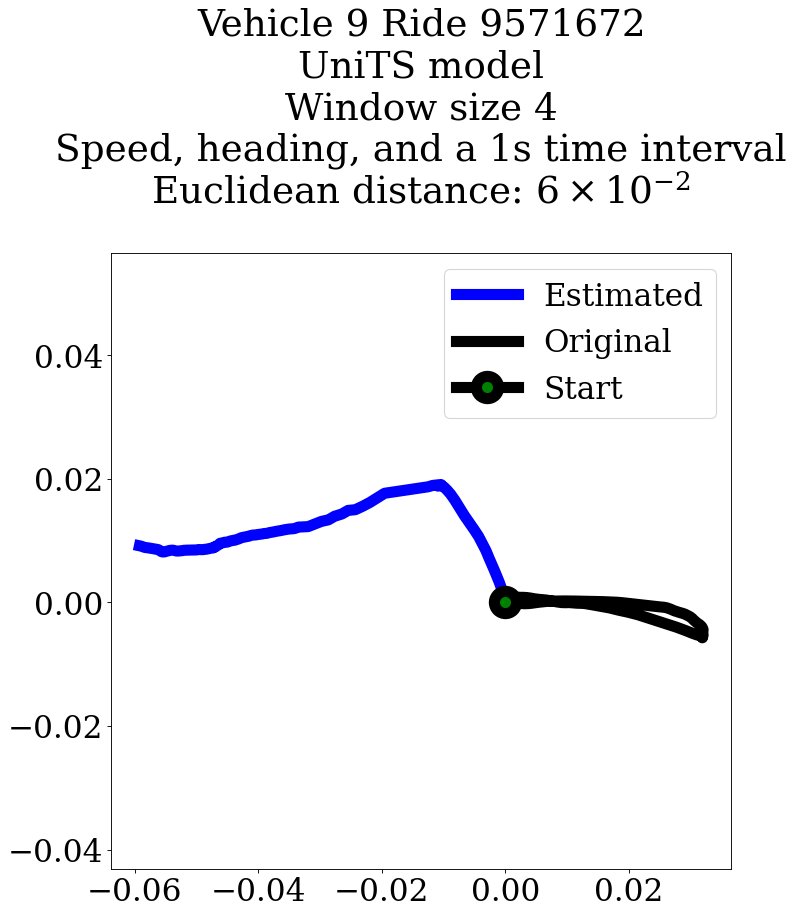 Vehicle 9 Ride 9571672
UniTS model
Window size 4
Speed, heading, and a 1s time interval
Euclidean distance: 6 × 10⁻²
Estimated
Original
Start
0.04
0.02
0.00
−0.02
−0.04
−0.06 −0.04 −0.02 0.00 0.02